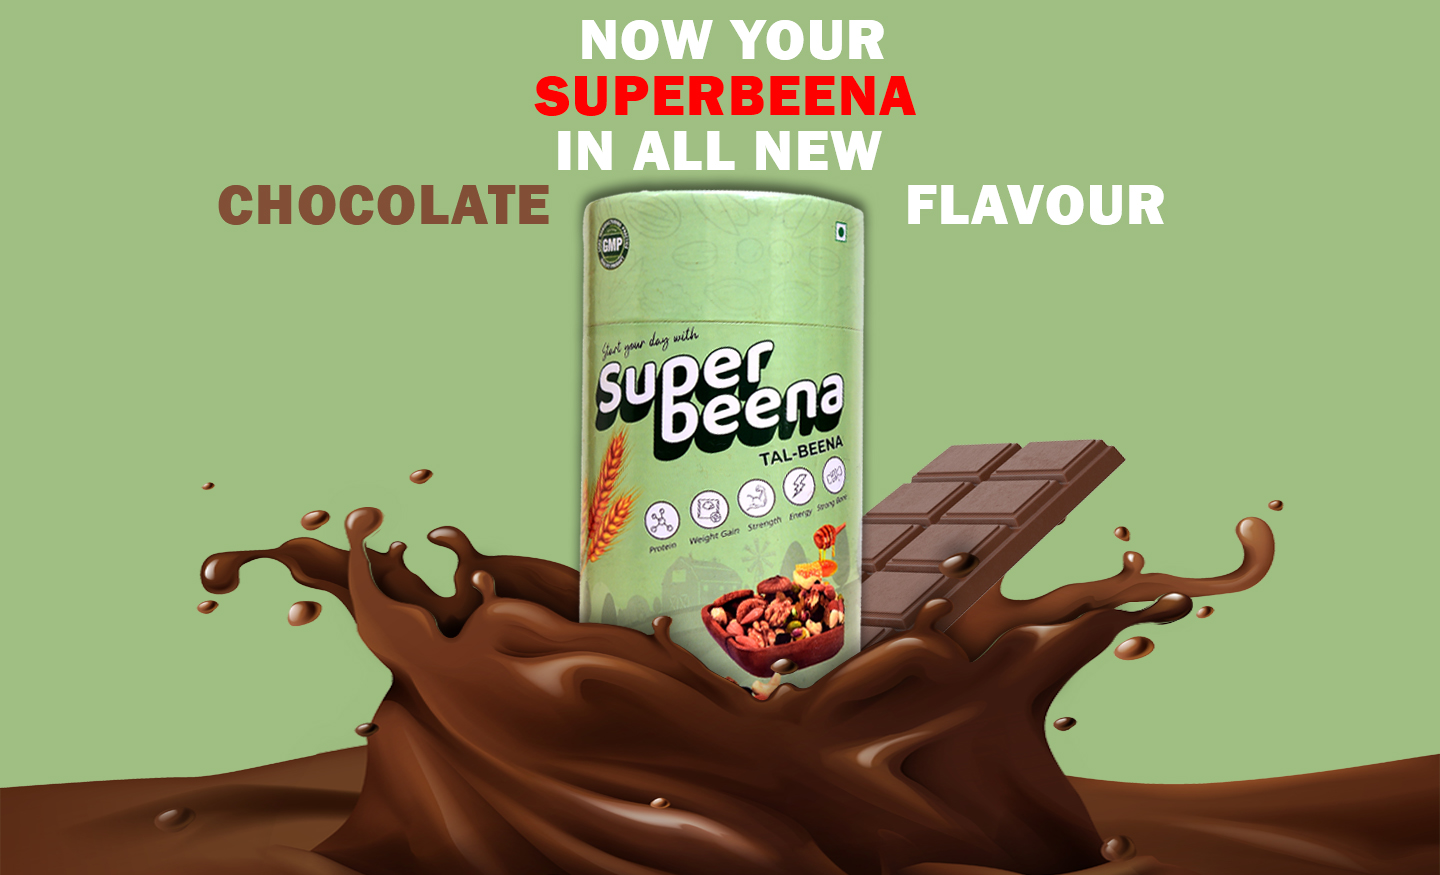 NOW YOUR
SUPERBEENA
IN ALL NEW
CHOCOLATE FLAVOUR
GMP
Start your day with
Super
beena
TAL-BEENA
Protein Weight Gain Strength Energy Strong Bone